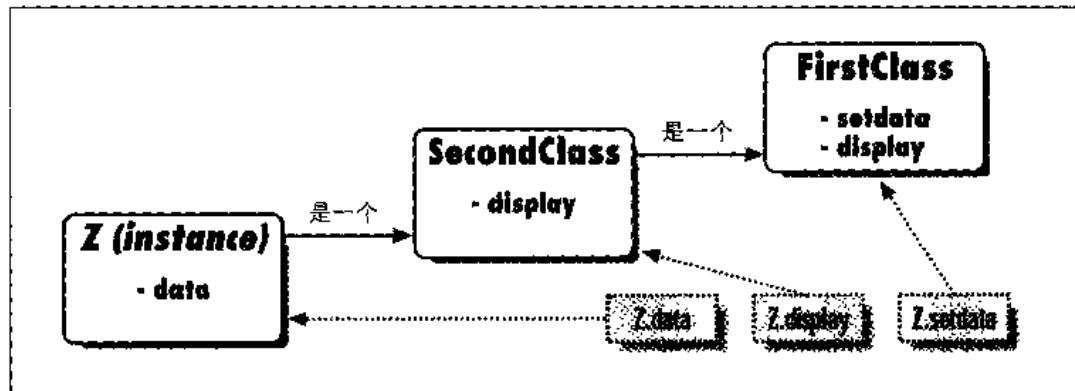 FirstClass
- setdata
- display
是一个
SecondClass
- display
是一个
Z (instance)
- data
Z.data
Z.display
Z.setdata